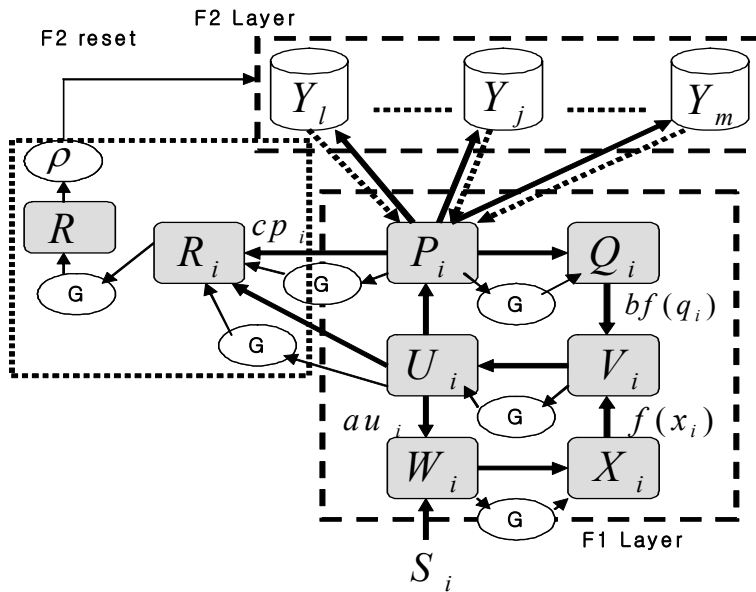 F2 Layer
F2 reset
Y_l
Y_j
Y_m
ρ
R
G
R_i
cp_i
G
P_i
G
Q_i
bf(q_i)
G
U_i
G
V_i
au_i
f(x_i)
W_i
G
X_i
F1 Layer
S_i